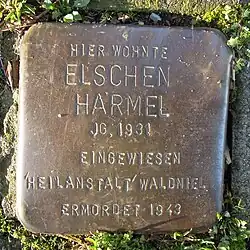 HIER WOHNTE
ELSCHEN
HÄRMEL
JG. 1931
EINGEWIESEN
HEILANSTALT WALDNIEL
ERMORDET 1943